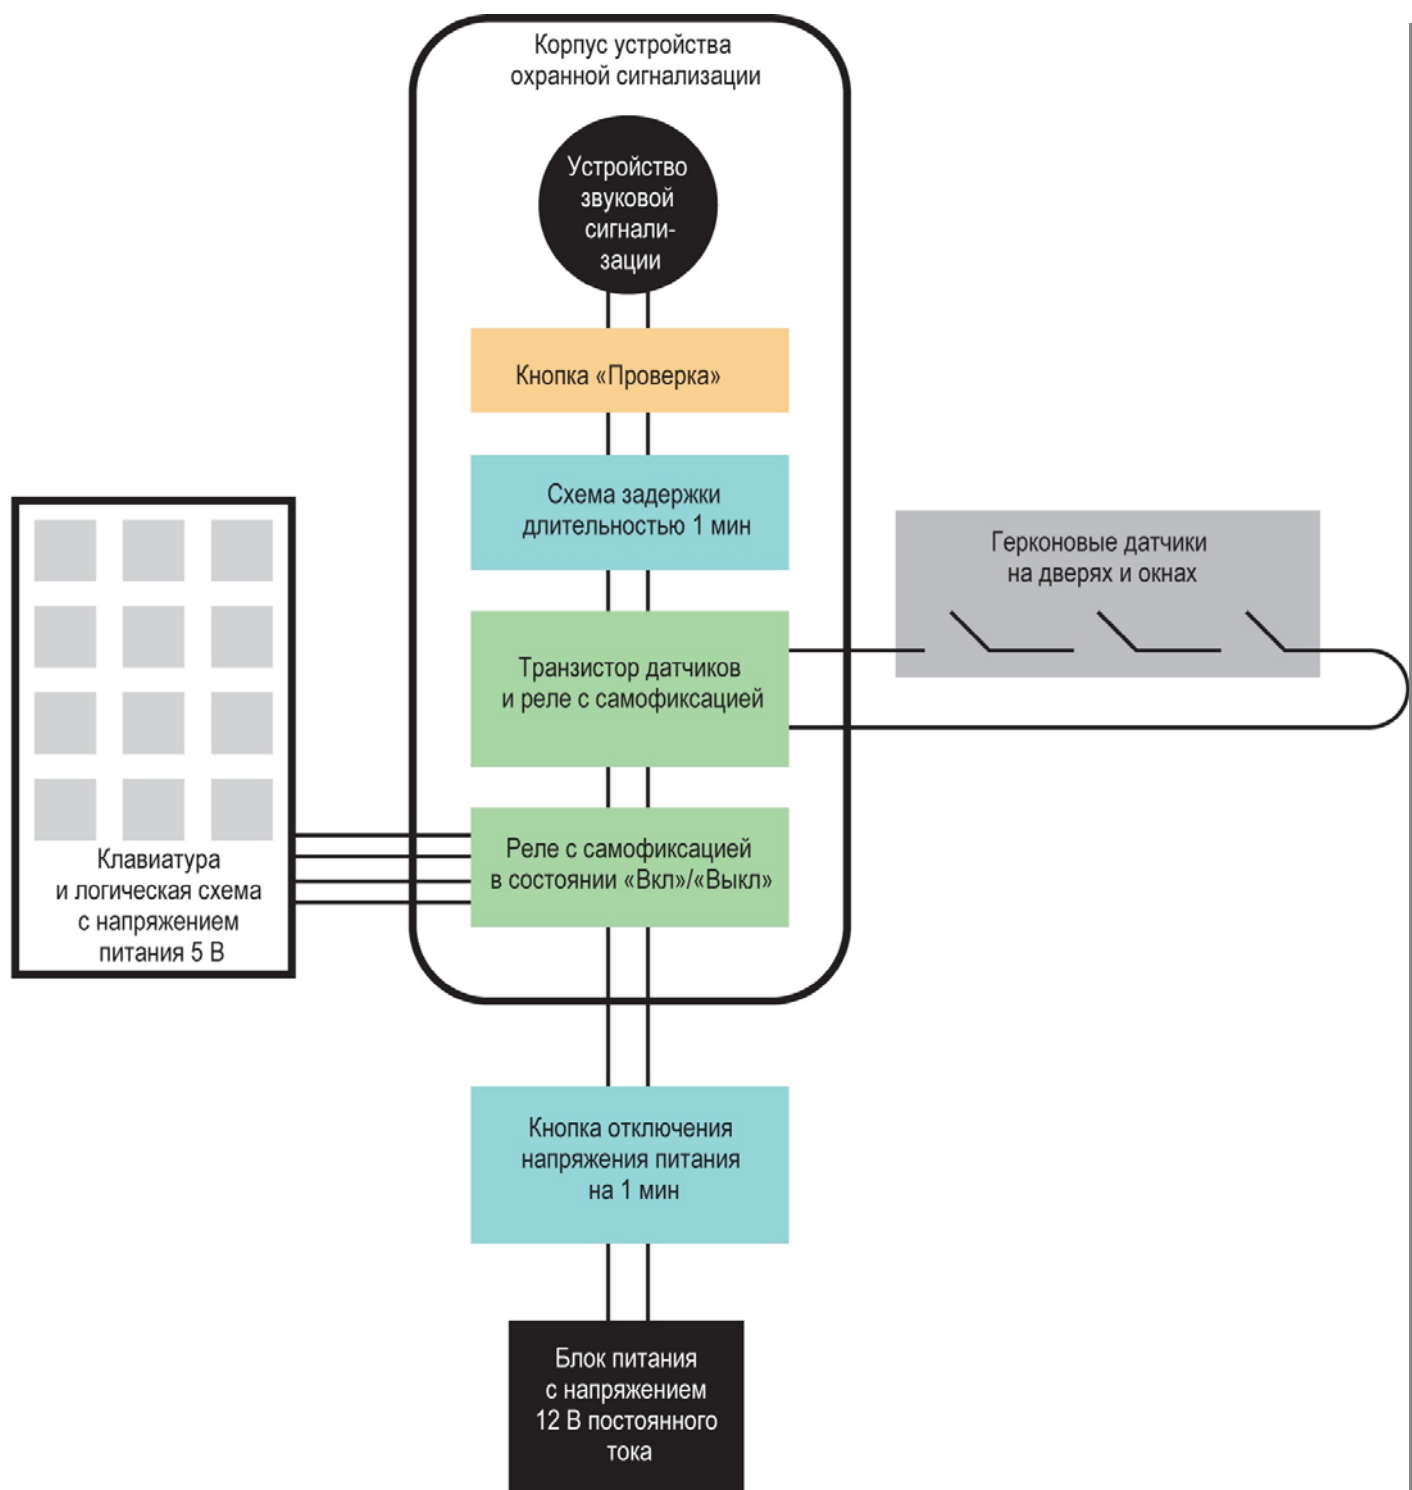 Корпус устройства
охранной сигнализации
Устройство
звуковой
сигнали-
зации
Кнопка «Проверка»
Схема задержки
длительностью 1 мин
Герконовые датчики
на дверях и окнах
Транзистор датчиков
и реле с самофиксацией
Реле с самофиксацией
в состоянии «Вкл»/«Выкл»
Клавиатура
и логическая схема
с напряжением
питания 5 В
Кнопка отключения
напряжения питания
на 1 мин
Блок питания
с напряжением
12 В постоянного
тока